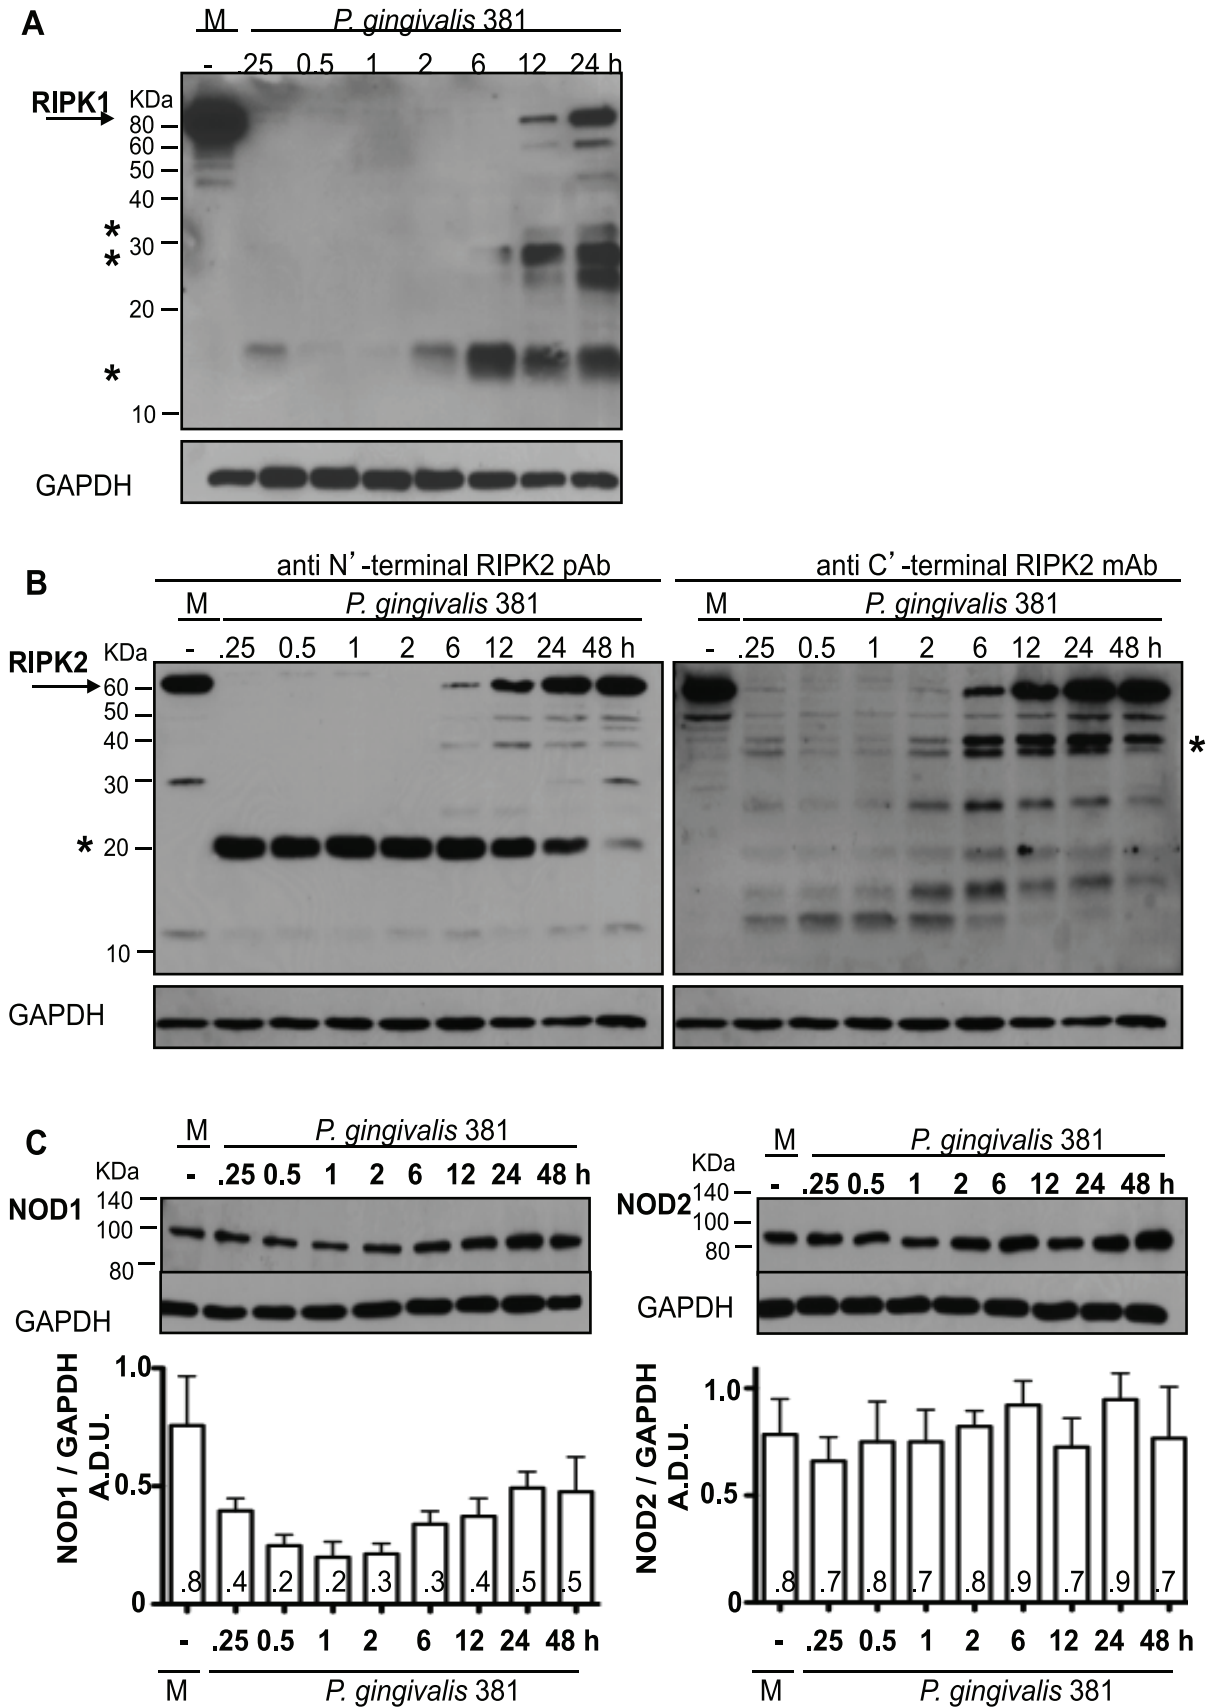 A
M P. gingivalis 381
- .25 0.5 1 2 6 12 24 h
RIPK1 KDa
80
60
50
40
*
30
*
20
*
10
GAPDH
B
anti N’-terminal RIPK2 pAb anti C’-terminal RIPK2 mAb
M P. gingivalis 381 M P. gingivalis 381
- .25 0.5 1 2 6 12 24 48 h - .25 0.5 1 2 6 12 24 48 h
RIPK2 KDa
60
50
40 *
30
* 20
10
GAPDH
C
M P. gingivalis 381 M P. gingivalis 381
KDa - .25 0.5 1 2 6 12 24 48 h KDa - .25 0.5 1 2 6 12 24 48 h
NOD1 140 100 80
NOD2 140 100 80
GAPDH GAPDH
NOD1 / GAPDH
A.D.U.
1.0
0.5
0
.8 .4 .2 .2 .3 .3 .4 .5 .5
- .25 0.5 1 2 6 12 24 48 h
M P. gingivalis 381
NOD2 / GAPDH
A.D.U.
1.0
0.5
0
.8 .7 .8 .7 .8 .9 .7 .9 .7
- .25 0.5 1 2 6 12 24 48 h
M P. gingivalis 381